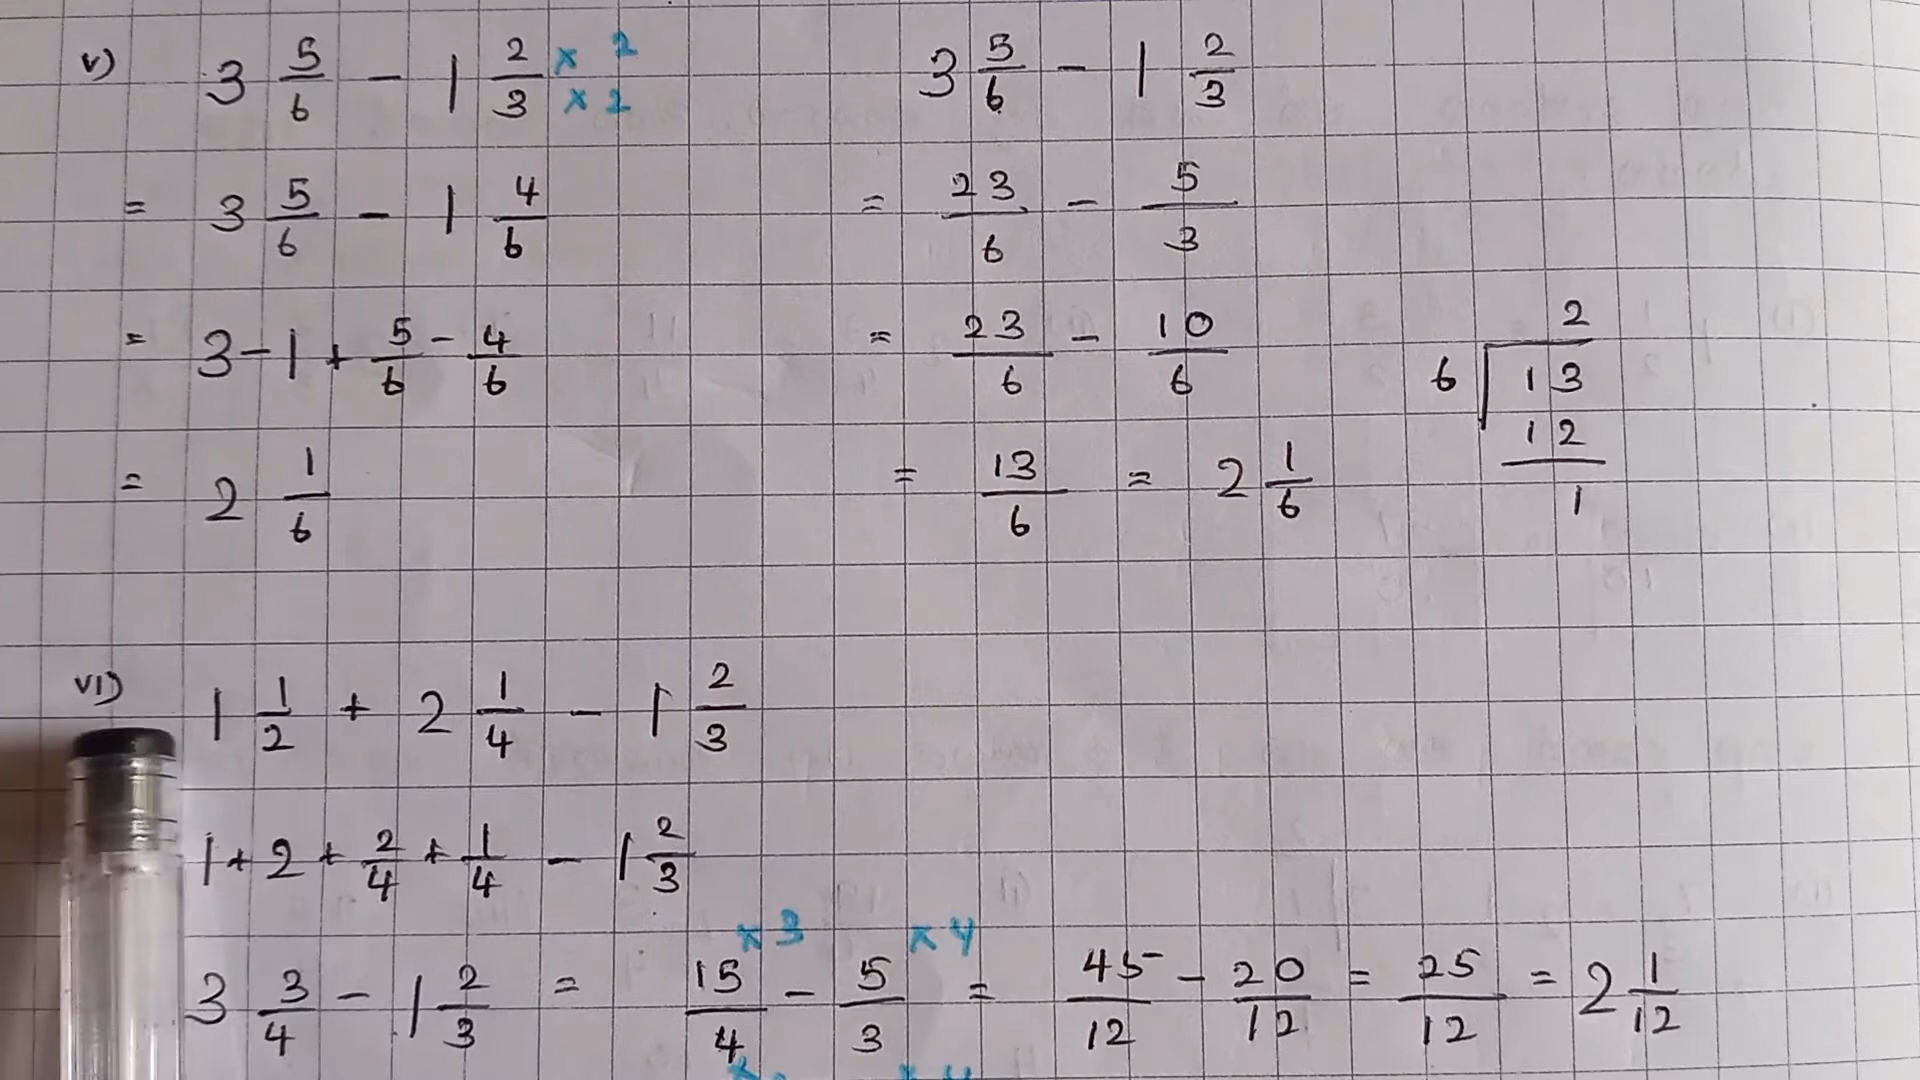 v) 3 5/6 - 1 2/3 × 2 × 2
= 3 5/6 - 1 4/6
= 3 - 1 + 5/6 - 4/6
= 2 1/6
3 5/6 - 1 2/3
= 23/6 - 5/3
= 23/6 - 10/6
= 13/6 = 2 1/6
2
6 13
12
1
vi) 1 1/2 + 2 1/4 - 1 2/3
1 + 2 + 2/4 + 1/4 - 1 2/3
× 3 × 4
3 3/4 - 1 2/3 = 15/4 - 5/3 = 45/12 - 20/12 = 25/12 = 2 1/12